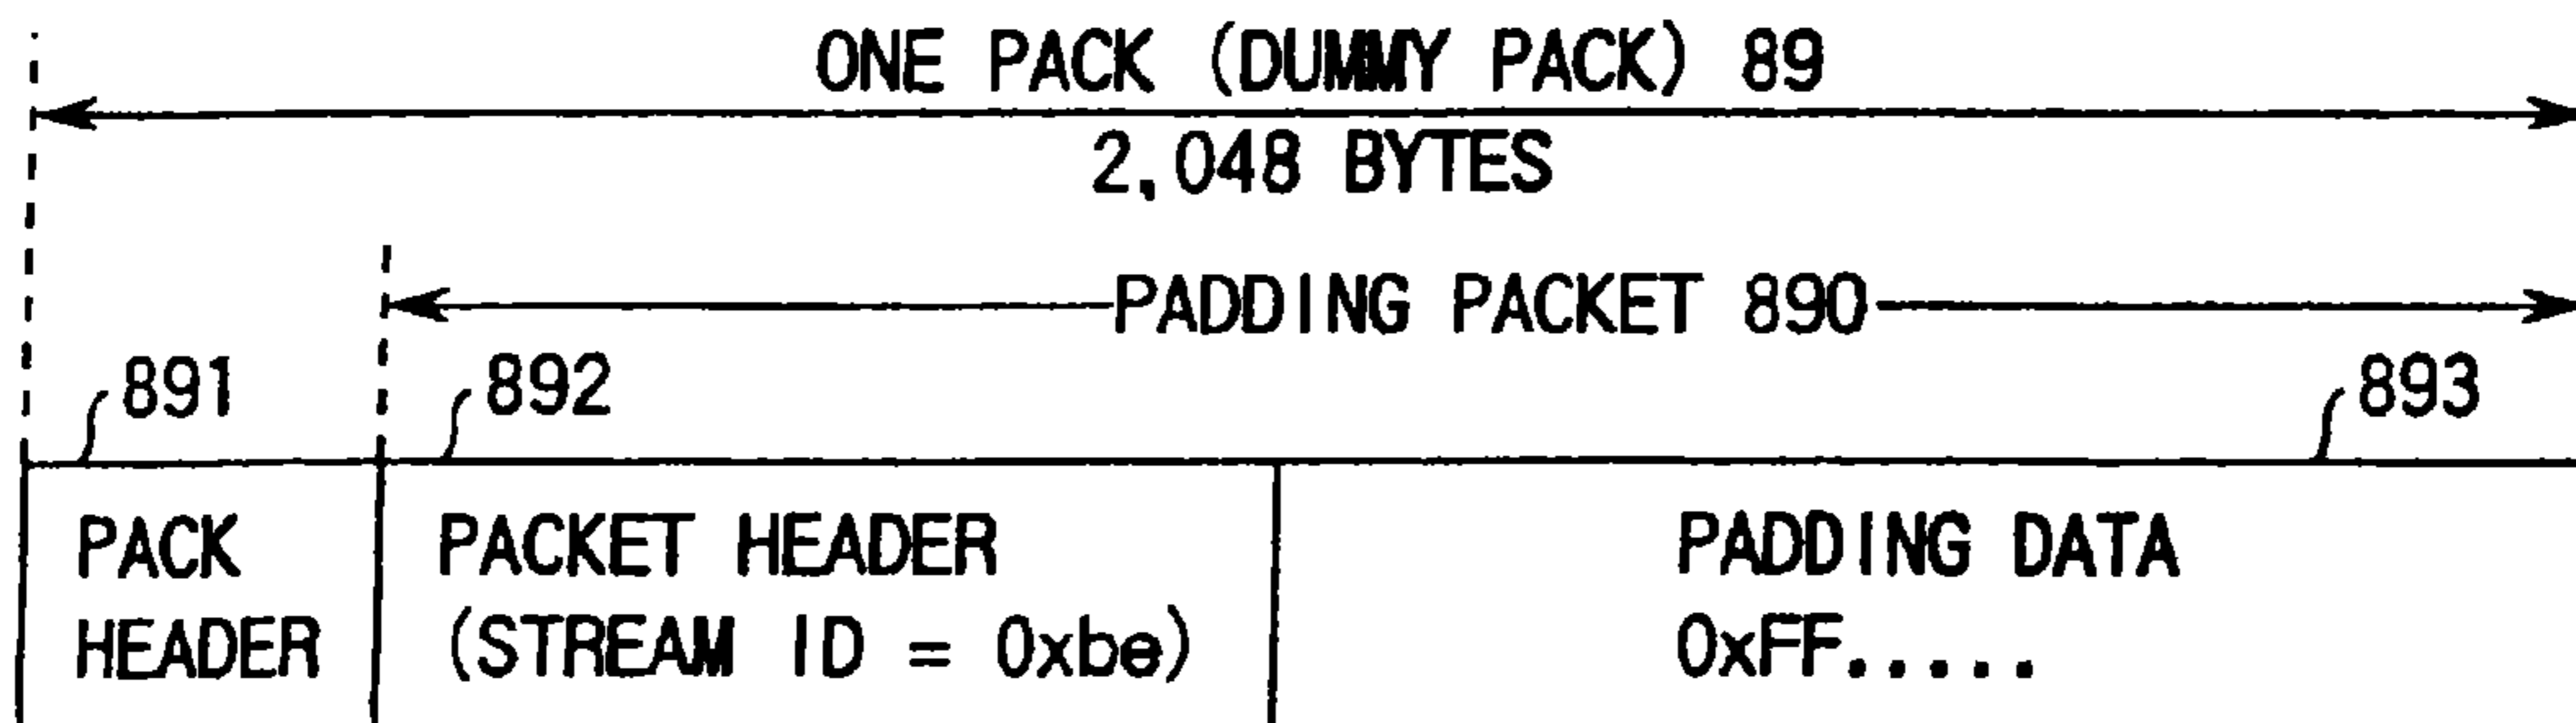 ONE PACK (DUMMY PACK) 89
2,048 BYTES
PADDING PACKET 890
891
892
893
PACK
HEADER
PACKET HEADER
(STREAM ID = 0xbe)
PADDING DATA
0xFF.....